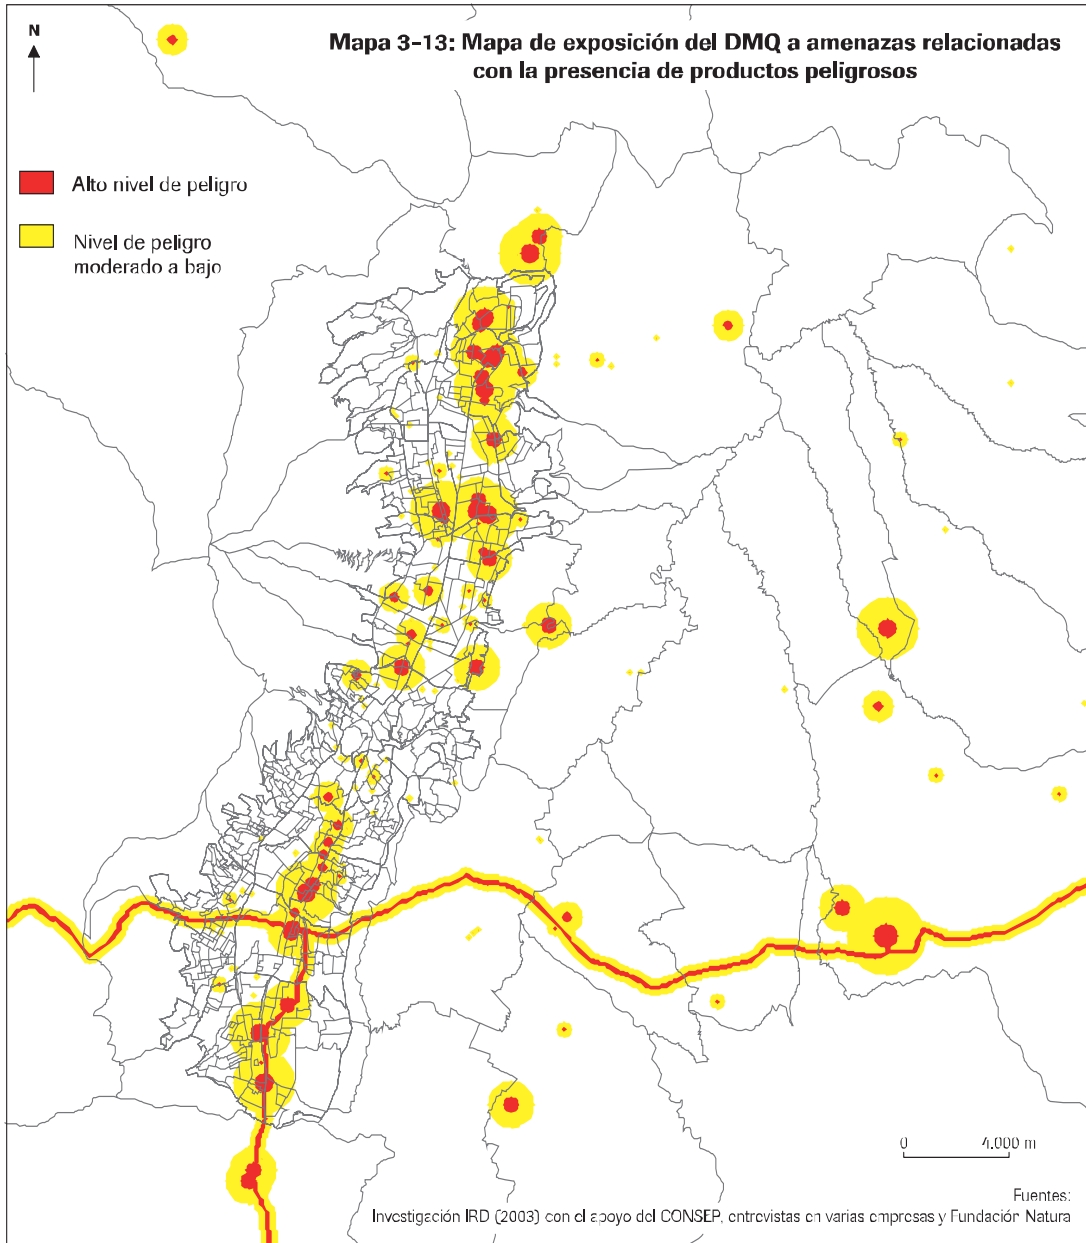 N
Mapa 3-13: Mapa de exposición del DMQ a amenazas relacionadas
con la presencia de productos peligrosos
Alto nivel de peligro
Nivel de peligro
moderado a bajo
0 4.000 m
Fuentes:
Investigación IRD (2003) con el apoyo del CONSEP, entrevistas en varias empresas y Fundación Natura